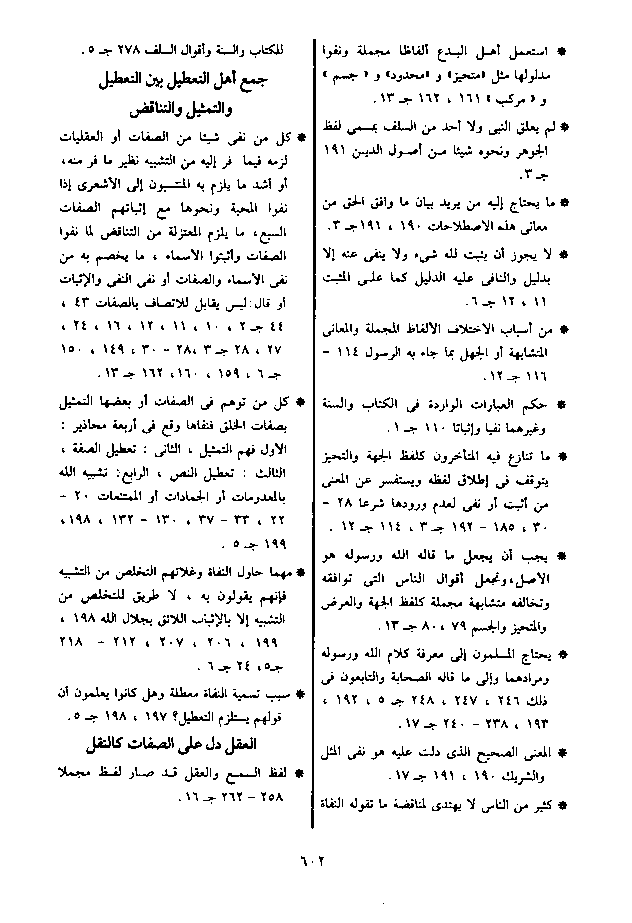 * استعمل أهل البدع ألفاظا مجملة ونفوا
مدلولها مثل «متحيز» و «محدود» و « جسم »
و « مركب » ١٦١ ، ١٦٢ جـ ١٣.
* لم يعلق النبى ولا أحد من السلف بمسمى لفظ
الجوهر ونحوه شيئا من أصول الدين ١٩١
جـ ٣.
* ما يحتاج إليه من يريد بيان ما وافق الحق من
معانى هذه الاصطلاحات ١٩٠ ، ١٩١ جـ ٣.
* لا يجوز أن يثبت لله شىء ولا ينفى عنه إلا
بدليل والنافى عليه الدليل كما على المثبت
١١ ، ١٢ جـ ٦.
* من أسباب الاختلاف الألفاظ المجملة والمعانى
المتشابهة أو الجهل بما جاء به الرسول ١١٤ –
١١٦ جـ ١٢.
* حكم العبارات الواردة فى الكتاب والسنة
وغيرهما نفيا وإثباتا ١١٠ جـ ١.
* ما تنازع فيه المتأخرون كلفظ الجهة والتحيز
يتوقف فى إطلاق لفظه ويستفسر عن المعنى
من أثبت أو نفى لعدم ورودها شرعا ٢٨ –
٣٠ ، ١٨٥ – ١٩٢ جـ ٣ ، ١١٤ جـ ١٢ .
* يجب أن يجعل ما قاله الله ورسوله هو
الأصل، وتجعل أقوال الناس التى توافقه
وتخالفه متشابهة مجملة كلفظ الجهة والعرض
والمتحيز والجسم ٧٩ ، ٨٠ جـ ١٣.
* يحتاج المسلمون إلى معرفة كلام الله ورسوله
ومرادهما وإلى ما قاله الصحابة والتابعون فى
ذلك ٢٤٦ ، ٢٤٧ ، ٢٤٨ جـ ٥ ، ١٩٢ ،
١٩٣ ، ٢٣٨ – ٢٤٠ جـ ١٧.
* المعنى الصحيح الذى دلت عليه هو نفى المثل
والشريك ١٩٠ ، ١٩١ جـ ١٧.
* كثير من الناس لا يهتدى لمناقضة ما تقوله النفاة
للكتاب والسنة وأقوال السلف ٢٧٨ جـ ٥ .
جمع أهل التعطيل بين التعطيل
والتمثيل والتناقض
* كل من نفى شيئا من الصفات أو العقليات
لزمه فيما فر إليه من التشبيه نظير ما فر منه،
أو أشد ما يلزم به المنتسبون إلى الأشعرى إذا
نفوا المحبة ونحوها مع إثباتهم الصفات
السبع، ما يلزم المعتزلة من التناقض لما نفوا
الصفات وأثبتوا الأسماء ، ما يخصم به من
نفى الأسماء والصفات أو نفى النفى والإثبات
أو قال: ليس يقابل للاتصاف بالصفات ٤٣ ،
٤٤ جـ ٢ ، ١٠ ، ١١ ، ١٢ ، ١٦ ، ٢٤ ،
٢٧ ، ٢٨ جـ ٣ ، ٢٨ – ٣٠ ، ١٤٩ ، ١٥٠
جـ ٦ ، ١٥٩ ، ١٦٠ ، ١٦٢ جـ ١٣.
* كل من توهم فى الصفات أو بعضها التمثيل
بصفات الخلق فنفاها وقع فى أربعة محاذير :
الأول فهم التمثيل ، الثانى : تعطيل الصفة ،
الثالث : تعطيل النص ، الرابع: تشبيه الله
بالمعدومات أو الجمادات أو الممتنعات ٢٠ –
٢٢ ، ٣٣ – ٣٧ ، ١٣٠ – ١٣٢ ، ١٩٨ ،
١٩٩ جـ ٥ .
* مهما حاول النفاة وغلاتهم التخلص من التشبيه
فإنهم يقولون به ، لا طريق للتخلص من
التشبيه إلا بالإثبات اللائق بجلال الله ١٩٨ ،
١٩٩ ، ٢٠٦ ، ٢٠٧ ، ٢١٢ – ٢١٨
جـ ٥ ، ٢٤ جـ ٦ .
* سبب تسمية النفاة معطلة وهل كانوا يعلمون أن
قولهم يستلزم التعطيل؟ ١٩٧ ، ١٩٨ جـ ٥.
العقل دل على الصفات كالنقل
* لفظ السمع والعقل قد صار لفظ مجملا
٢٥٨ – ٢٦٢ جـ ١٦.
٦٠٢